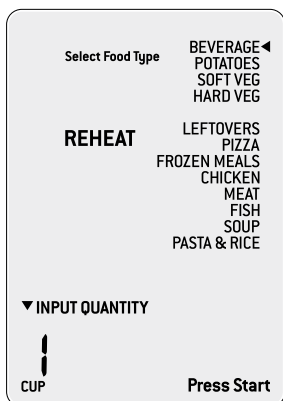 Select Food Type
BEVERAGE◀
POTATOES
SOFT VEG
HARD VEG
REHEAT
LEFTOVERS
PIZZA
FROZEN MEALS
CHICKEN
MEAT
FISH
SOUP
PASTA & RICE
▼ INPUT QUANTITY
1
CUP
Press Start